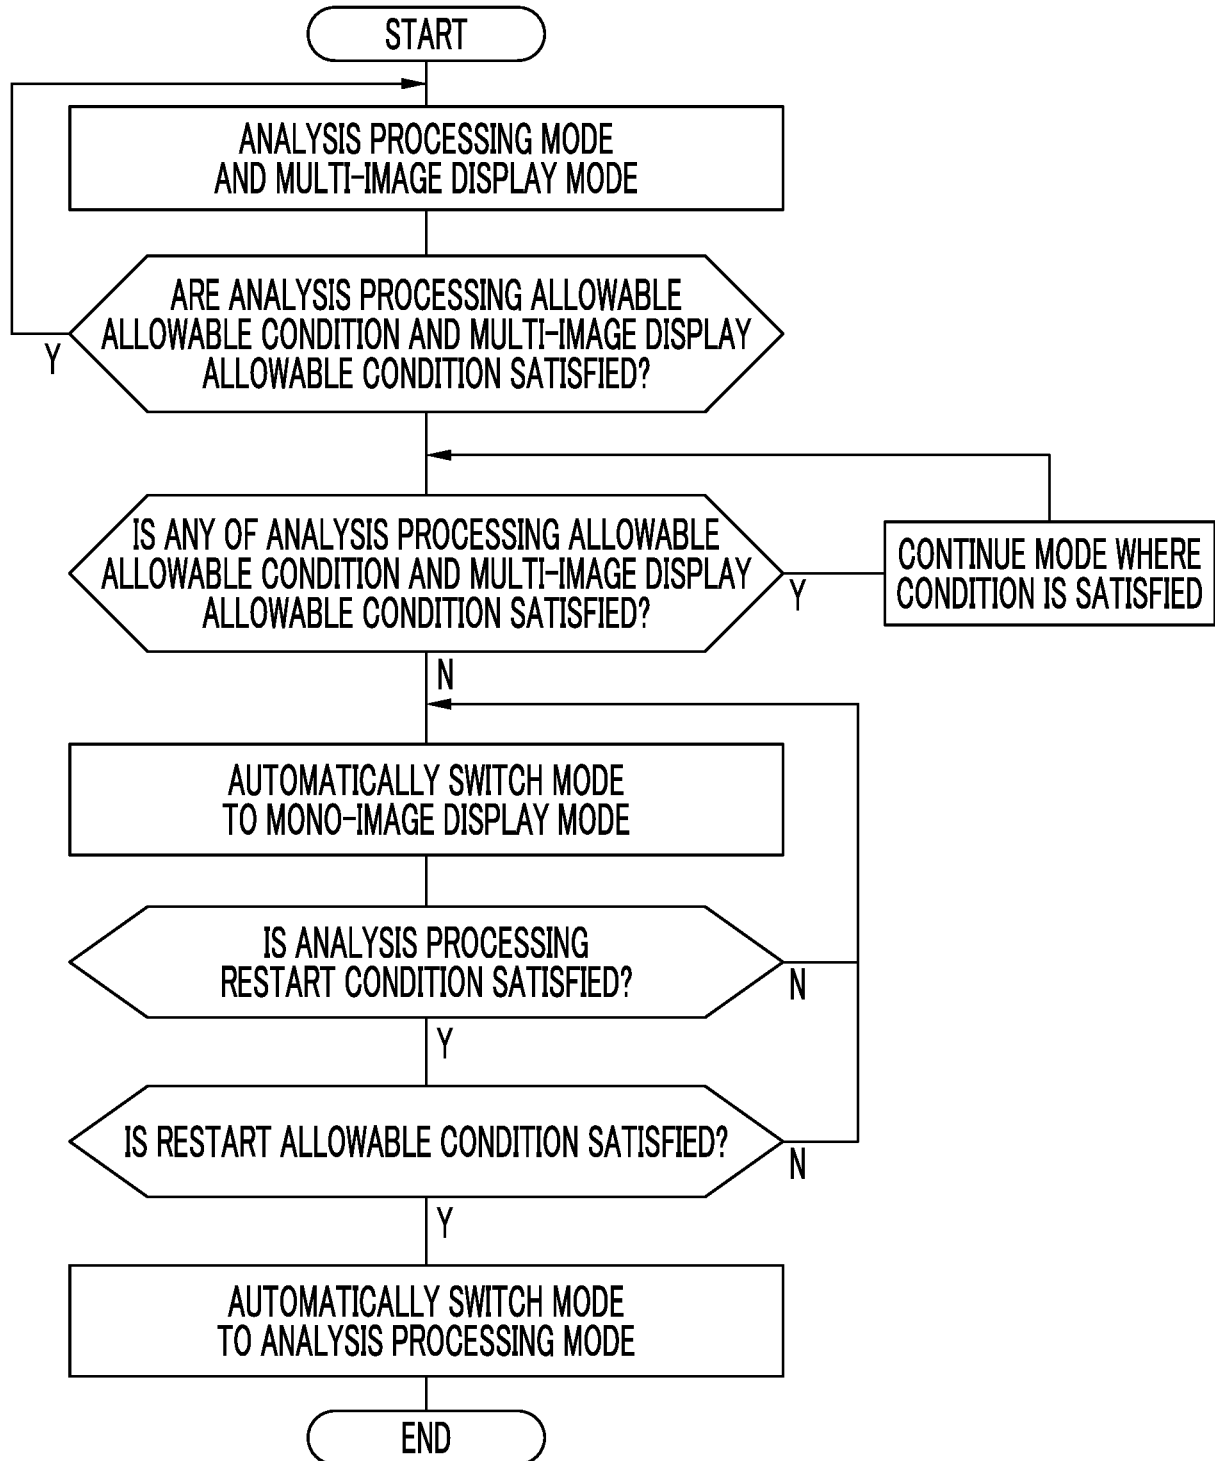 START
ANALYSIS PROCESSING MODE
AND MULTI-IMAGE DISPLAY MODE
ARE ANALYSIS PROCESSING ALLOWABLE
ALLOWABLE CONDITION AND MULTI-IMAGE DISPLAY
ALLOWABLE CONDITION SATISFIED?
Y
IS ANY OF ANALYSIS PROCESSING ALLOWABLE
ALLOWABLE CONDITION AND MULTI-IMAGE DISPLAY
ALLOWABLE CONDITION SATISFIED?
Y
CONTINUE MODE WHERE
CONDITION IS SATISFIED
N
AUTOMATICALLY SWITCH MODE
TO MONO-IMAGE DISPLAY MODE
IS ANALYSIS PROCESSING
RESTART CONDITION SATISFIED?
N
Y
IS RESTART ALLOWABLE CONDITION SATISFIED?
N
Y
AUTOMATICALLY SWITCH MODE
TO ANALYSIS PROCESSING MODE
END